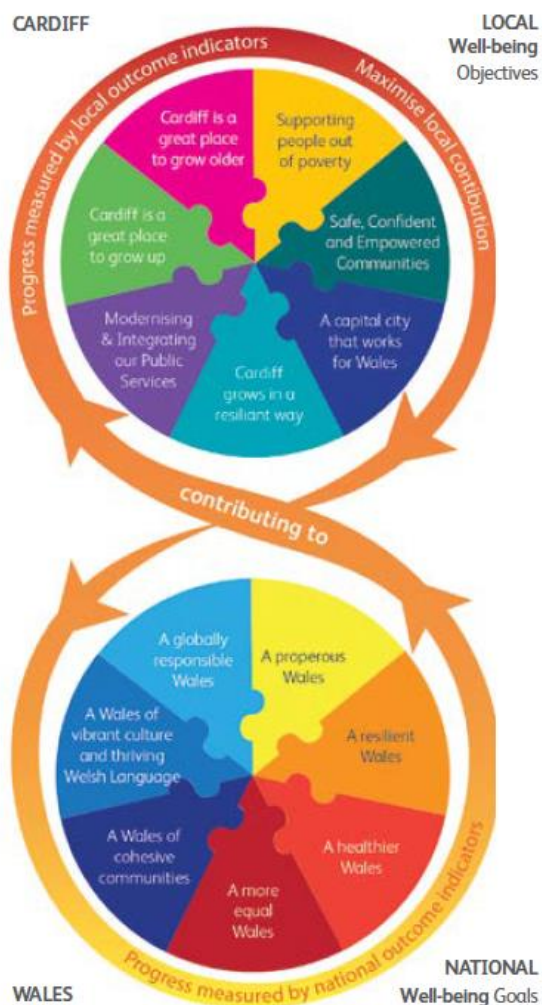 CARDIFF
LOCAL
Well-being
Objectives
Progress measured by local outcome indicators
Maximise local contibution
Cardiff is a
great place
to grow older
Supporting
people out
of poverty
Safe, Confident
and Empowered
Communities
A capital city
that works
for Wales
Cardiff
grows in a
resiliant way
Modernising
& Integrating
our Public
Services
Cardiff is a
great place
to grow up
contributing to
A globally
responsible
Wales
A properous
Wales
A resilient
Wales
A healthier
Wales
A more
equal
Wales
A Wales of
cohesive
communities
A Wales of
vibrant culture
and thriving
Welsh Language
Progress measured by national outcome indicators
WALES
NATIONAL
Well-being Goals